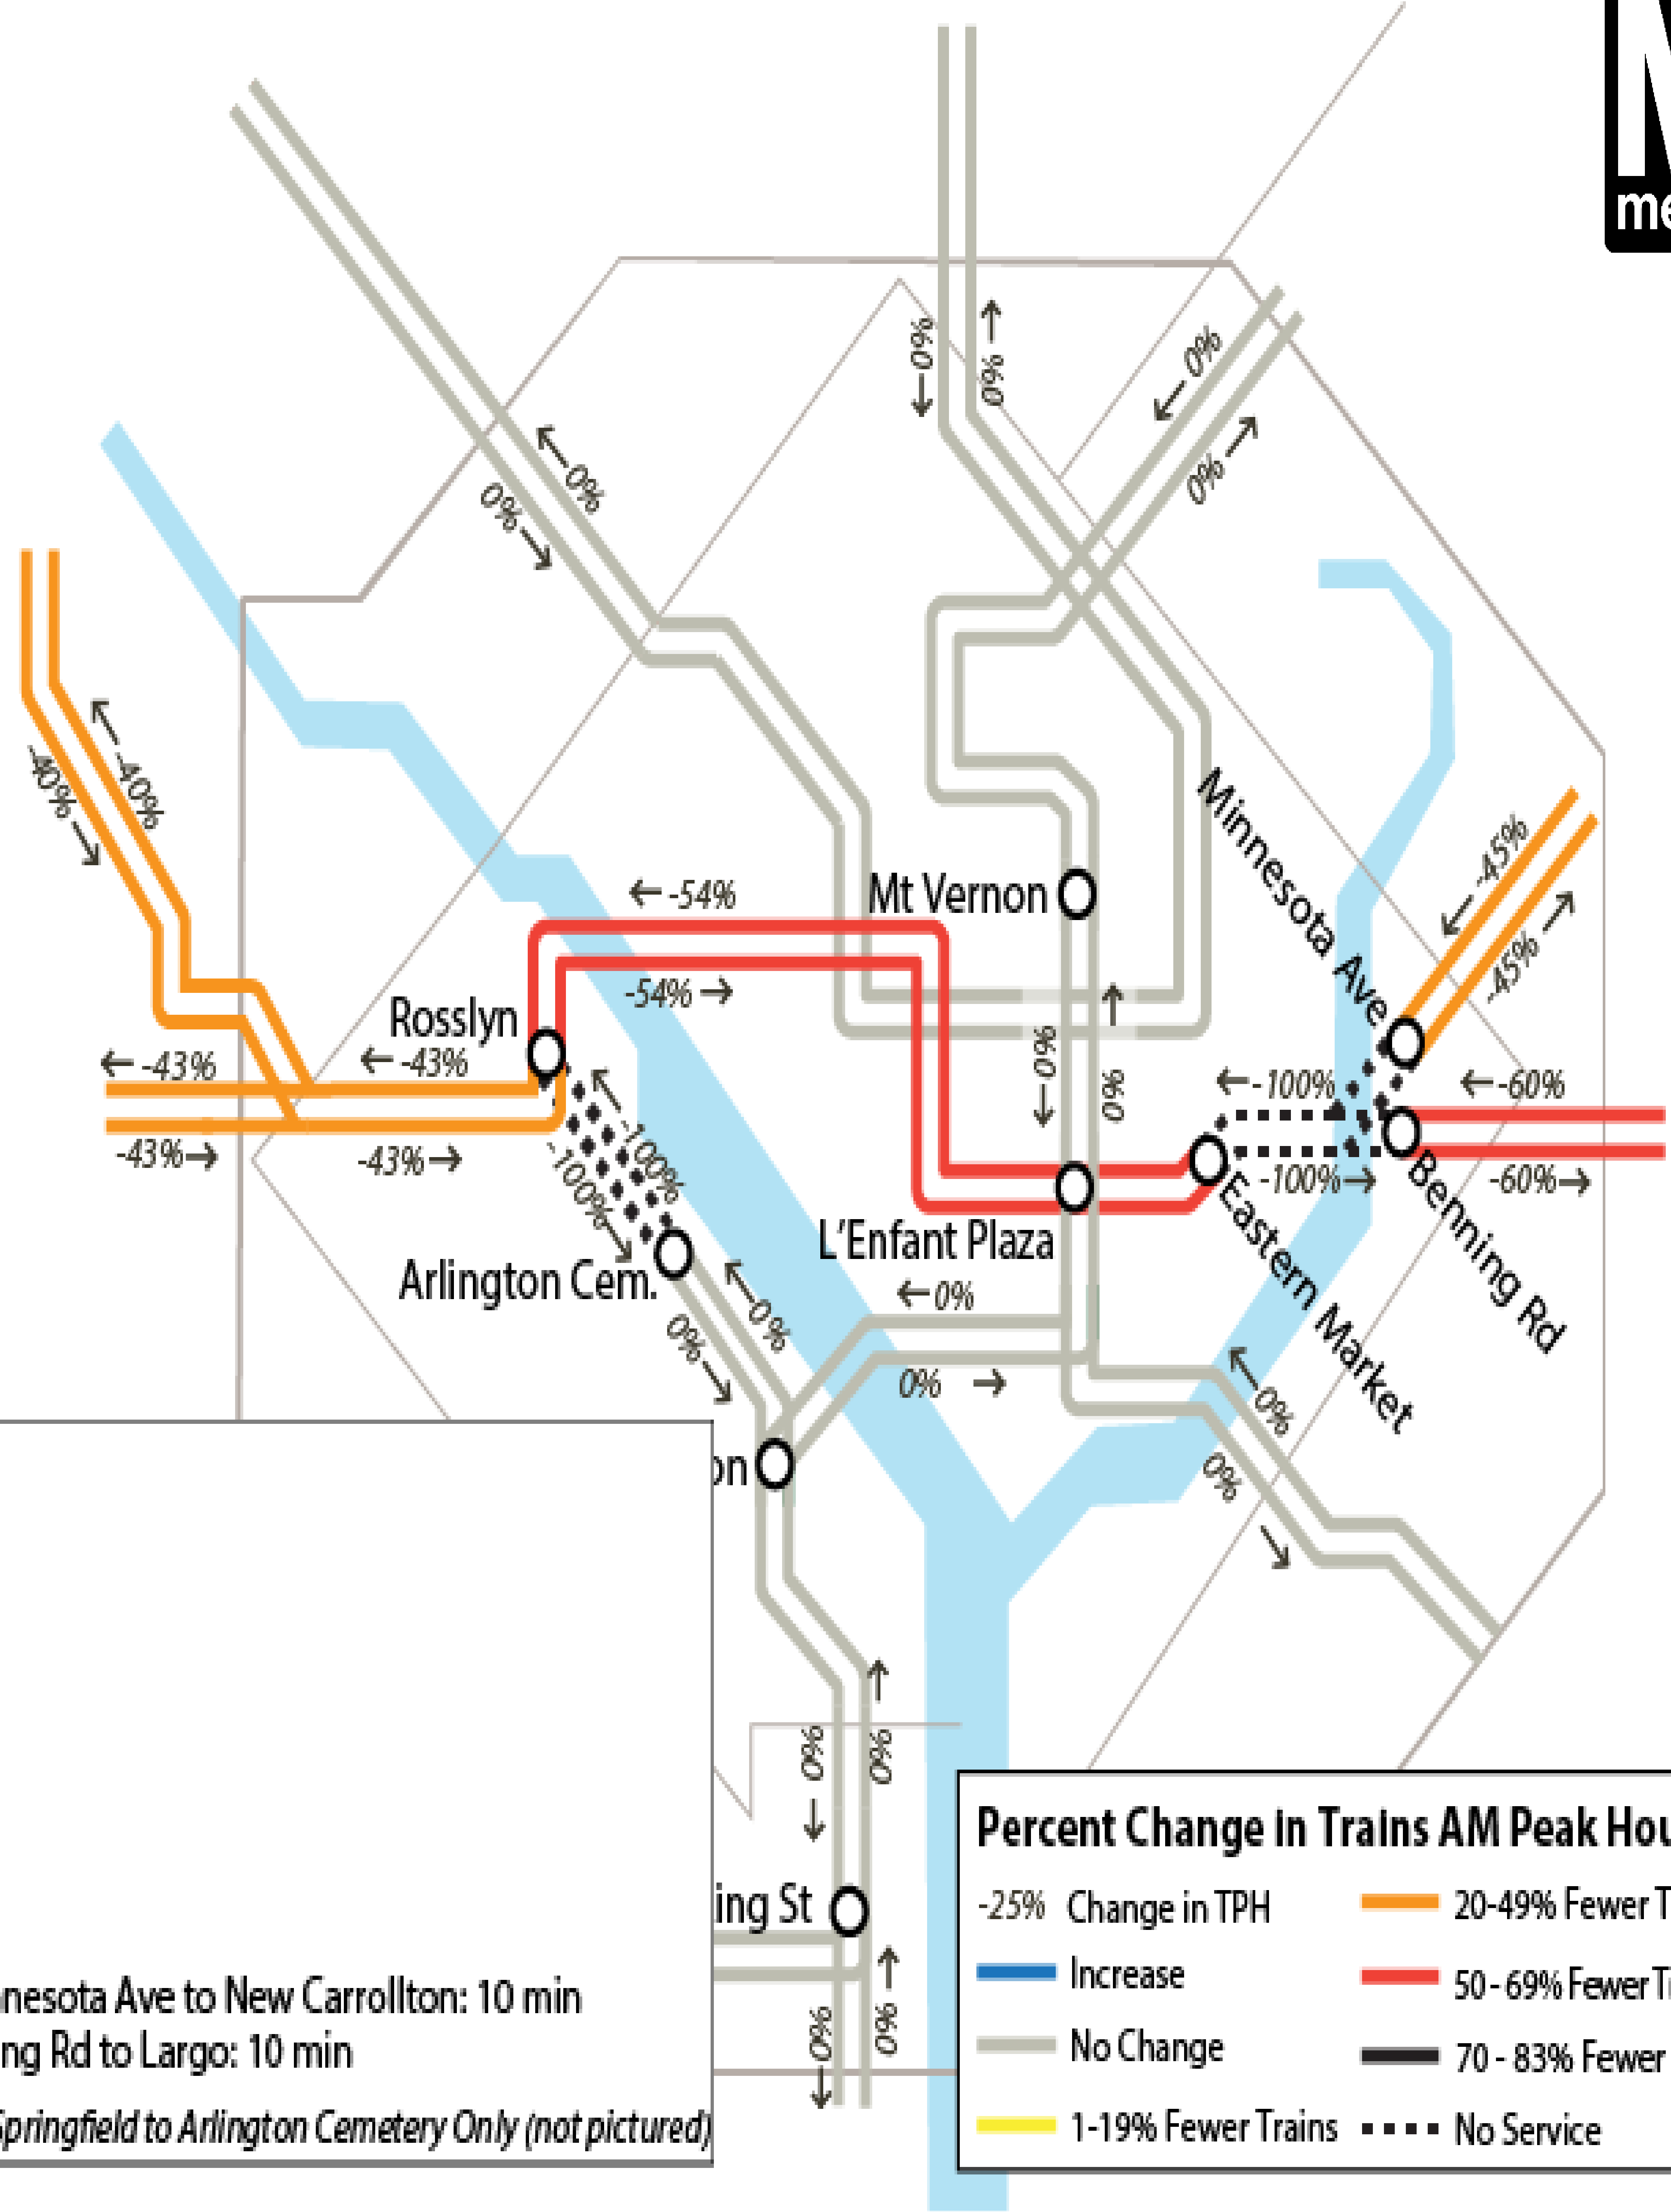 M
me
←0%
0%→
←0%
0%→
←0%
0%→
←-40%
-40%→
Minnesota Ave
←-45%
-45%→
Mt Vernon
←-54%
-54%→
Rosslyn
←-43%
←-43%
-43%→
-43%→
←0%
0%→
←-100%
-100%→
←-60%
-60%→
Benning Rd
Eastern Market
←-100%
-100%→
Arlington Cem.
L'Enfant Plaza
←0%
0%→
←0%
0%→
←0%
0%→
on
0%→
0%→
ing St
←0%
0%→
nesota Ave to New Carrollton: 10 min
ng Rd to Largo: 10 min
Springfield to Arlington Cemetery Only (not pictured)
Percent Change in Trains AM Peak Hou
-25% Change in TPH
Increase
No Change
1-19% Fewer Trains
20-49% Fewer T
50-69% Fewer Tr
70 - 83% Fewer
No Service